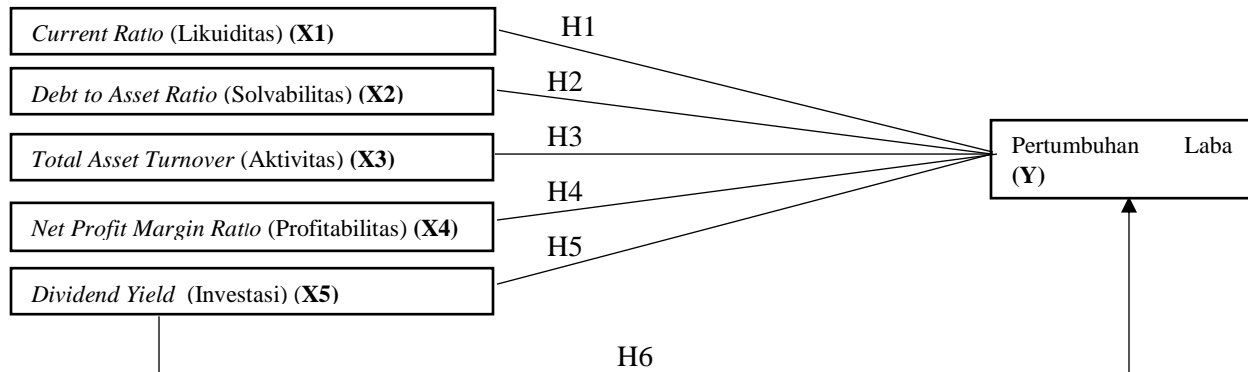 Current Ratio (Likuiditas) (X1)
H1
Debt to Asset Ratio (Solvabilitas) (X2)
H2
Total Asset Turnover (Aktivitas) (X3)
H3
Net Profit Margin Ratio (Profitabilitas) (X4)
H4
Dividend Yield (Investasi) (X5)
H5
Pertumbuhan Laba
(Y)
H6